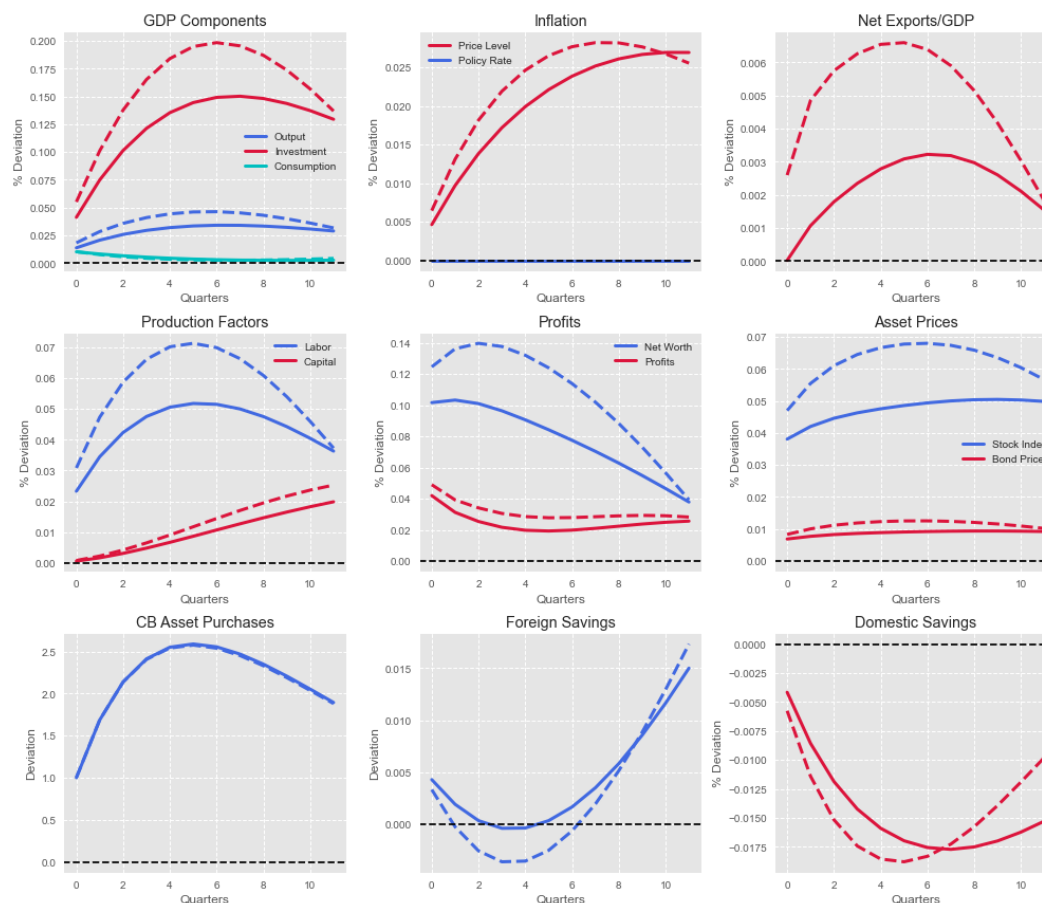 GDP Components
% Deviation
0.200
0.175
0.150
0.125
0.100
0.075
0.050
0.025
0.000
Output
Investment
Consumption
0 2 4 6 8 10
Quarters
Inflation
% Deviation
0.025
0.020
0.015
0.010
0.005
0.000
Price Level
Policy Rate
0 2 4 6 8 10
Quarters
Net Exports/GDP
% Deviation
0.006
0.005
0.004
0.003
0.002
0.001
0.000
0 2 4 6 8 10
Quarters
Production Factors
% Deviation
0.07
0.06
0.05
0.04
0.03
0.02
0.01
0.00
Labor
Capital
0 2 4 6 8 10
Quarters
Profits
% Deviation
0.14
0.12
0.10
0.08
0.06
0.04
0.02
0.00
Net Worth
Profits
0 2 4 6 8 10
Quarters
Asset Prices
% Deviation
0.07
0.06
0.05
0.04
0.03
0.02
0.01
0.00
Stock Inde
Bond Price
0 2 4 6 8 10
Quarters
CB Asset Purchases
Deviation
2.5
2.0
1.5
1.0
0.5
0.0
0 2 4 6 8 10
Quarters
Foreign Savings
Deviation
0.015
0.010
0.005
0.000
0 2 4 6 8 10
Quarters
Domestic Savings
% Deviation
0.0000
−0.0025
−0.0050
−0.0075
−0.0100
−0.0125
−0.0150
−0.0175
0 2 4 6 8 10
Quarters